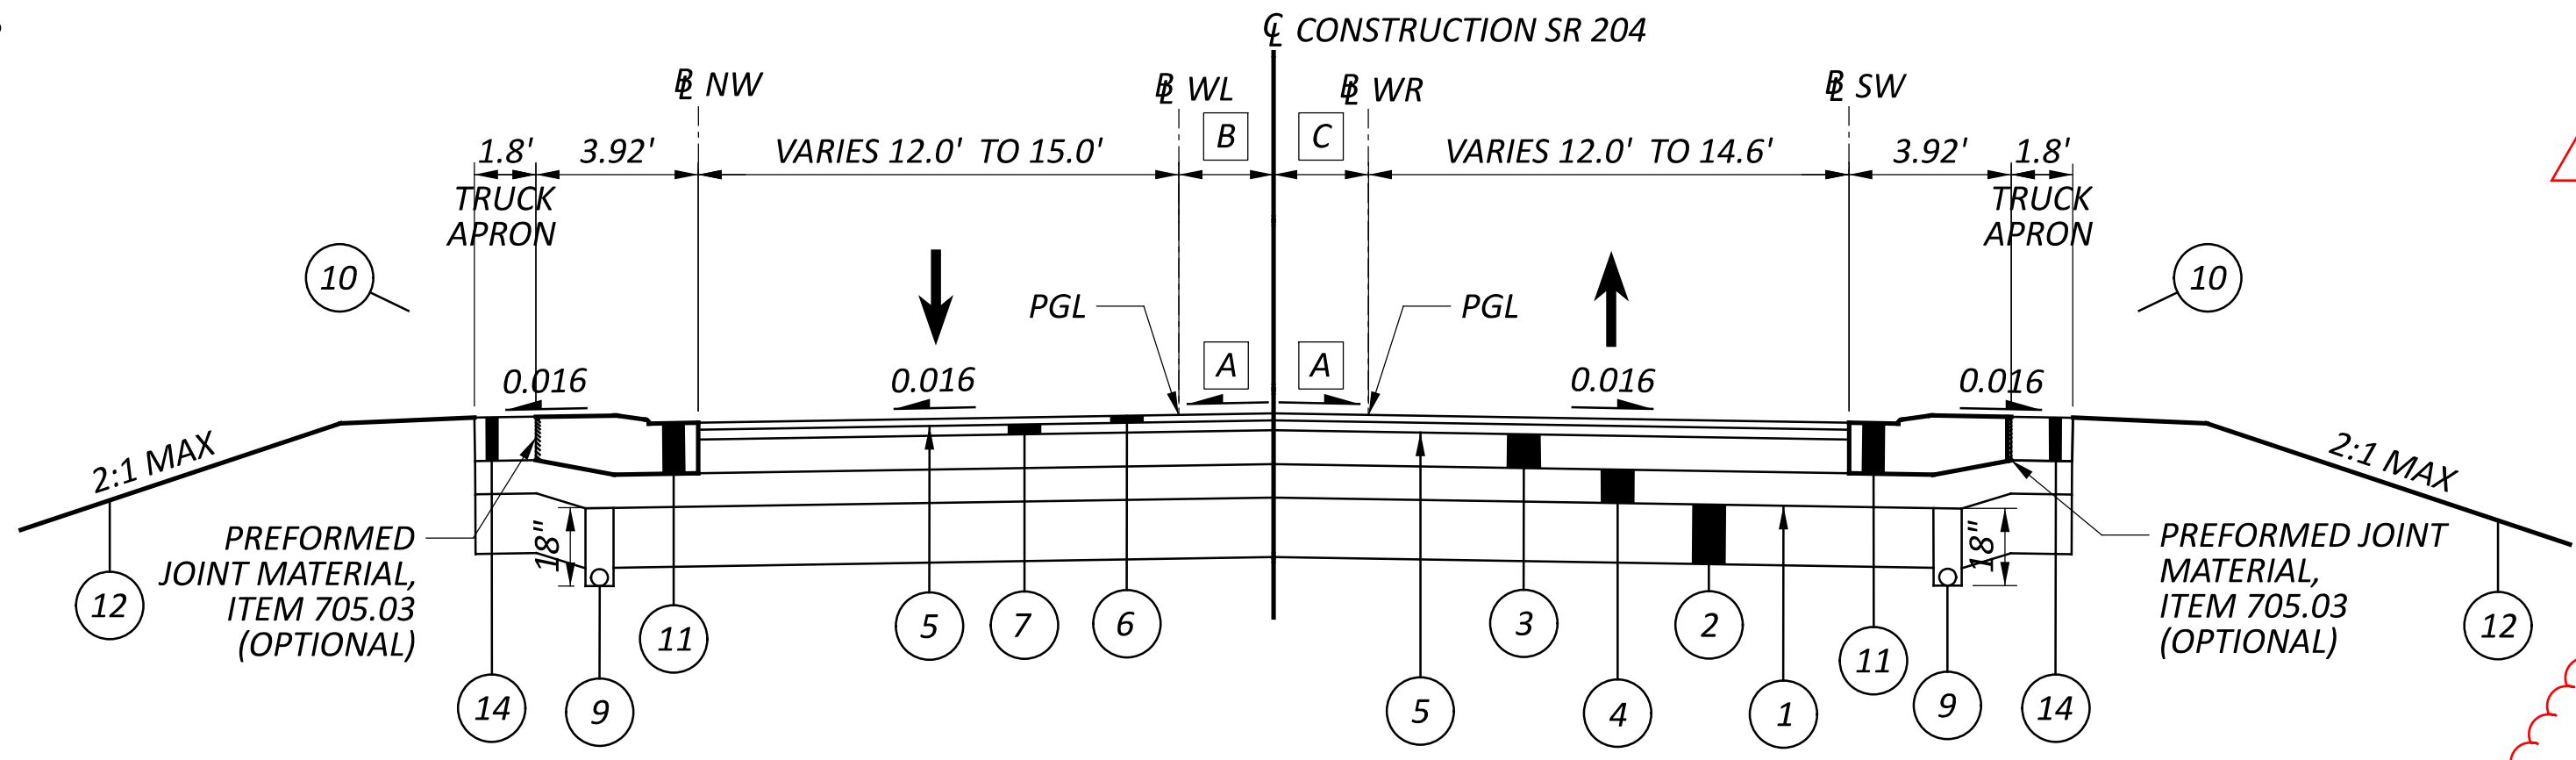 ℄ CONSTRUCTION SR 204
BL NW
BL WL
BL WR
BL SW
B
C
1.8'
3.92'
VARIES 12.0' TO 15.0'
VARIES 12.0' TO 14.6'
3.92'
1.8'
TRUCK
APRON
TRUCK
APRON
10
10
PGL
PGL
A
A
0.016
0.016
0.016
0.016
2:1 MAX
2:1 MAX
18"
18"
PREFORMED
JOINT MATERIAL,
ITEM 705.03
(OPTIONAL)
PREFORMED JOINT
MATERIAL,
ITEM 705.03
(OPTIONAL)
12
11
5
7
6
3
2
11
12
14
9
5
4
1
9
14